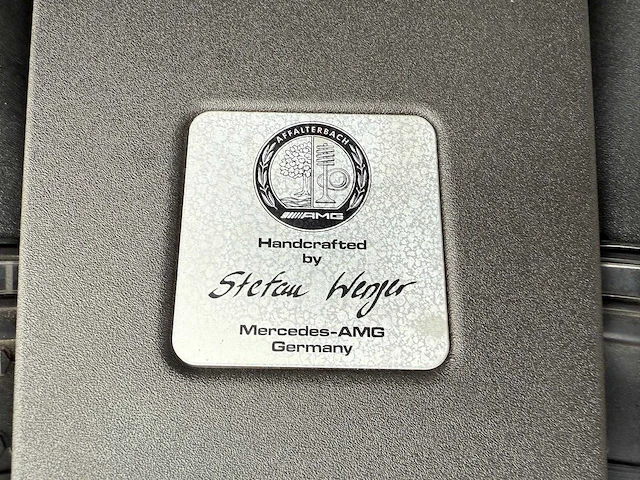 AFFALTERBACH
AMG
Handcrafted
by
Stefan Wenger
Mercedes-AMG
Germany